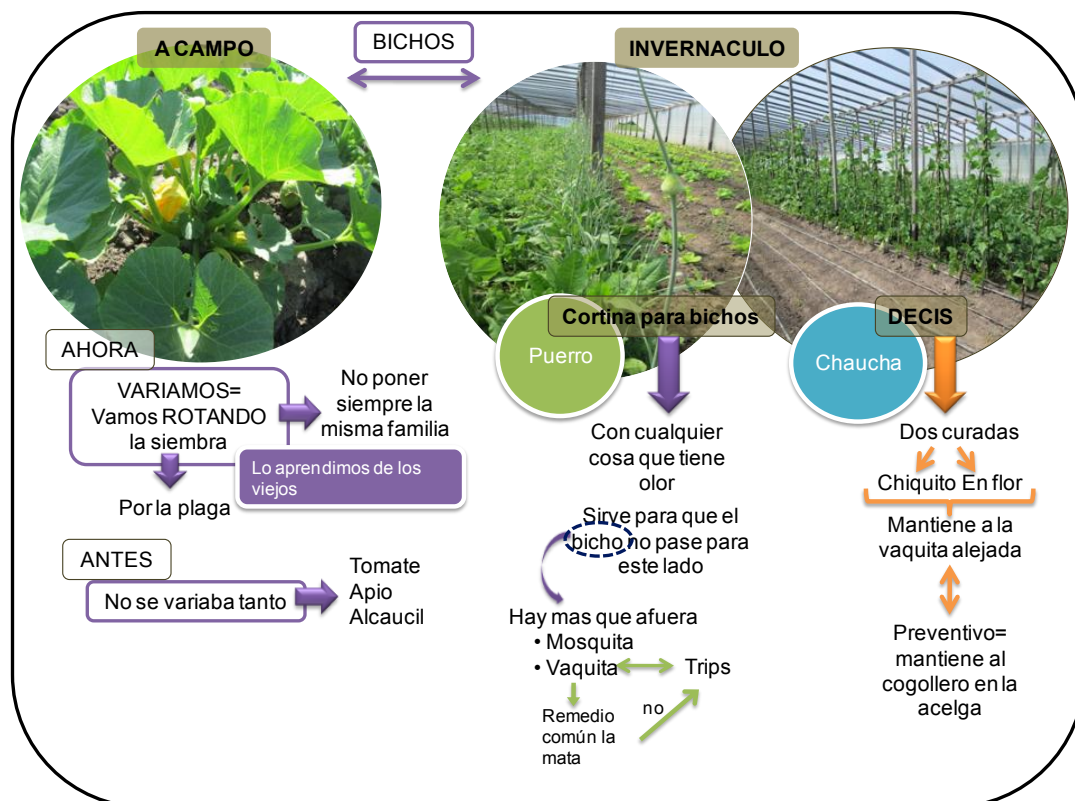 A CAMPO
BICHOS
INVERNACULO
AHORA
VARIAMOS=
Vamos ROTANDO
la siembra
No poner
siempre la
misma familia
Lo aprendimos de los
viejos
Por la plaga
ANTES
No se variaba tanto
Tomate
Apio
Alcaucil
Puerro
Cortina para bichos
Con cualquier
cosa que tiene
olor
Sirve para que el
bicho no pase para
este lado
Hay mas que afuera
• Mosquita
• Vaquita
Trips
Remedio
común la
mata
no
Chaucha
DECIS
Dos curadas
Chiquito En flor
Mantiene a la
vaquita alejada
Preventivo=
mantiene al
cogollero en la
acelga